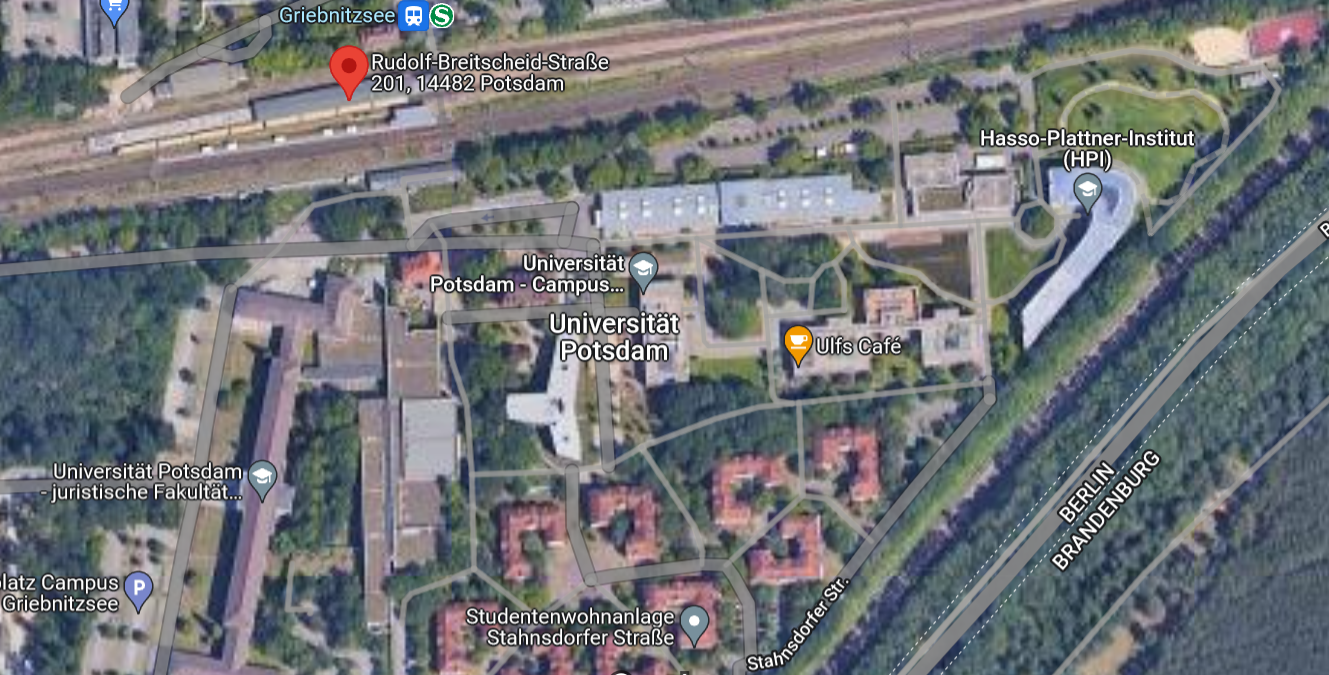 Griebnitzsee
S
Rudolf-Breitscheid-Straße
201, 14482 Potsdam
Hasso-Plattner-Institut
(HPI)
Universität
Potsdam - Campus...
Universität
Potsdam
Ulfs Café
Universität Potsdam
- juristische Fakultät...
BERLIN
BRANDENBURG
latz Campus
Griebnitzsee
P
Studentenwohnanlage
Stahnsdorfer Straße
Stahnsdorfer Str.